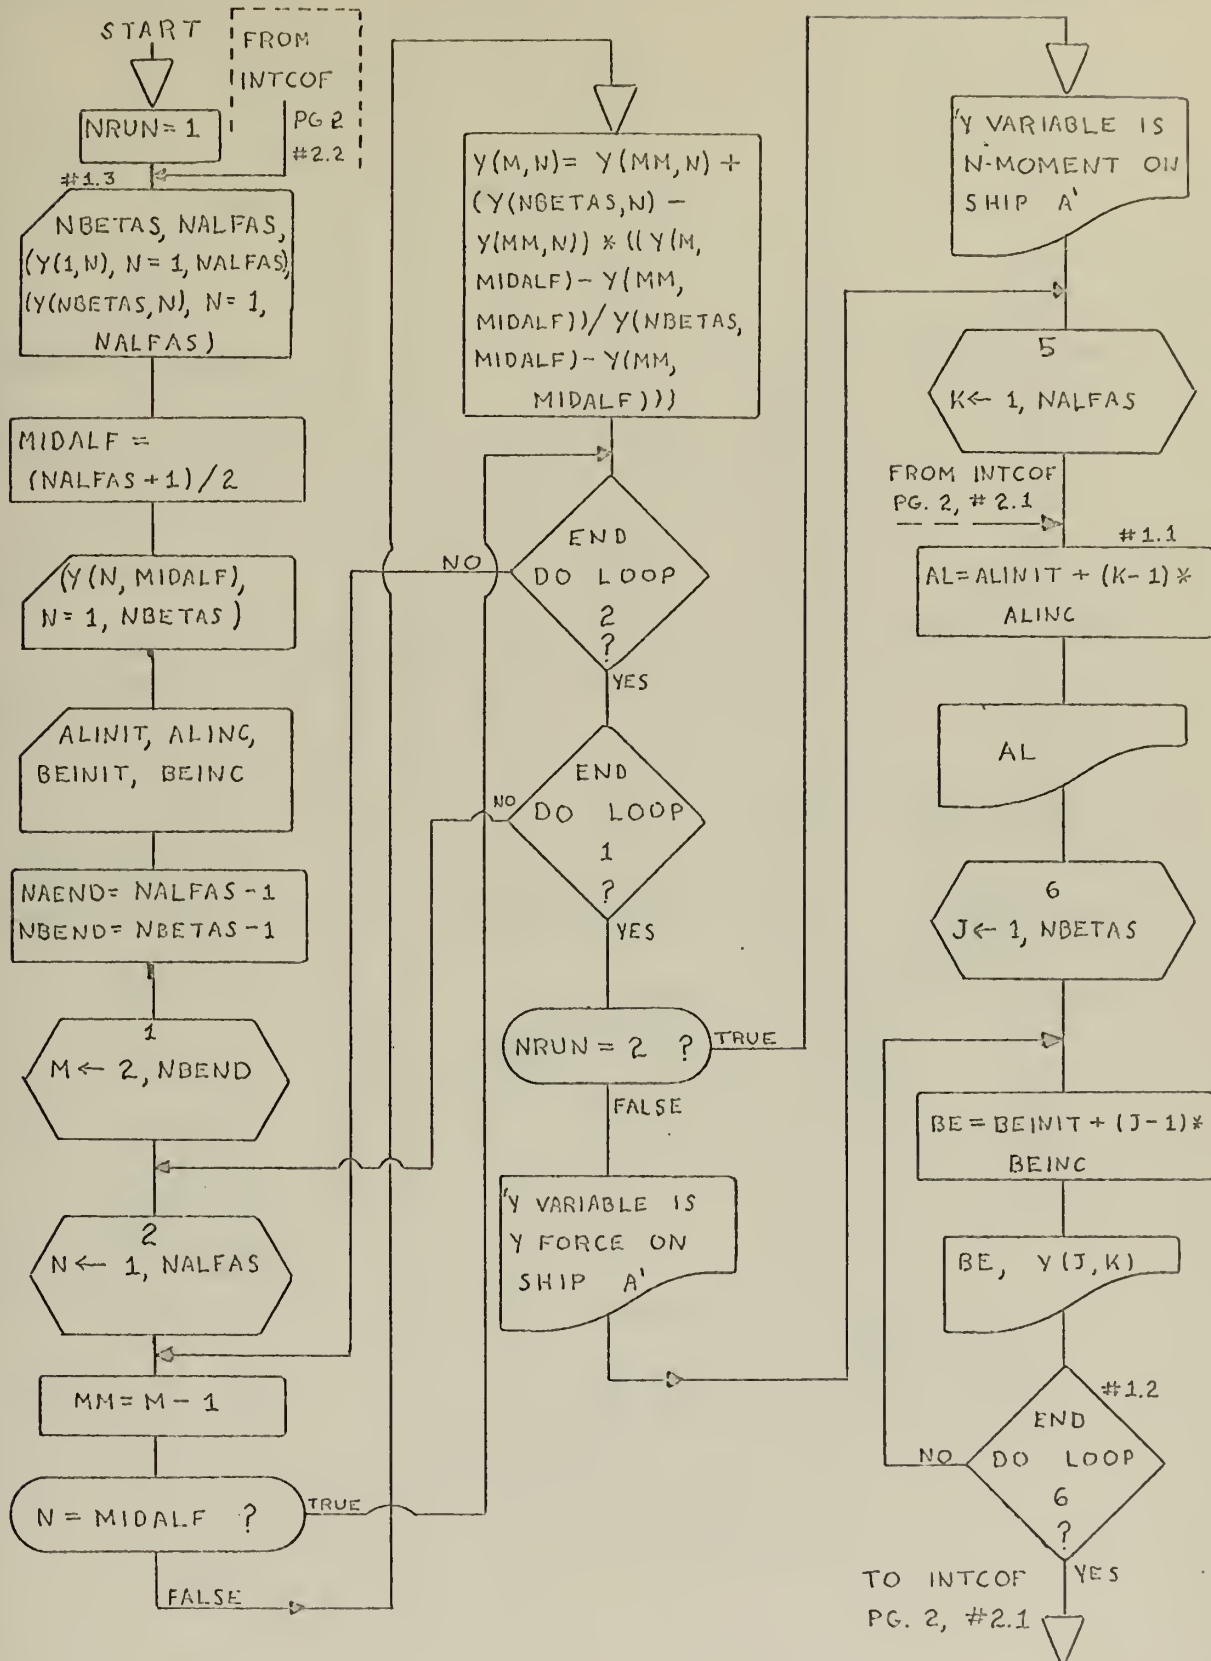 START
FROM
INTCOF
PG 2
#2.2
NRUN= 1
#1.3
NBETAS, NALFAS,
(Y(1,N), N= 1, NALFAS),
(Y(NBETAS,N), N= 1,
NALFAS)
MIDALF =
(NALFAS+1)/2
(Y(N, MIDALF),
N= 1, NBETAS)
ALINIT, ALINC,
BEINIT, BEINC
NAEND= NALFAS-1
NBEND= NBETAS-1
1
M← 2, NBEND
2
N← 1, NALFAS
MM= M- 1
N = MIDALF ?
TRUE
FALSE
Y(M,N)= Y(MM,N)+
(Y(NBETAS,N)-
Y(MM,N)) * ((Y(M,
MIDALF)- Y(MM,
MIDALF))/Y(NBETAS,
MIDALF)- Y(MM,
MIDALF)))
END
NO
DO LOOP
2
?
YES
END
NO
DO LOOP
1
?
YES
NRUN= 2 ?
TRUE
FALSE
'Y VARIABLE IS
Y FORCE ON
SHIP A'
'Y VARIABLE IS
N-MOMENT ON
SHIP A'
5
K← 1, NALFAS
FROM INTCOF
PG. 2, #2.1
#1.1
AL=ALINIT+(K-1)*
ALINC
AL
6
J← 1, NBETAS
BE=BEINIT+(J-1)*
BEINC
BE, Y(J,K)
#1.2
END
NO
DO LOOP
6
?
YES
TO INTCOF
PG. 2, #2.1